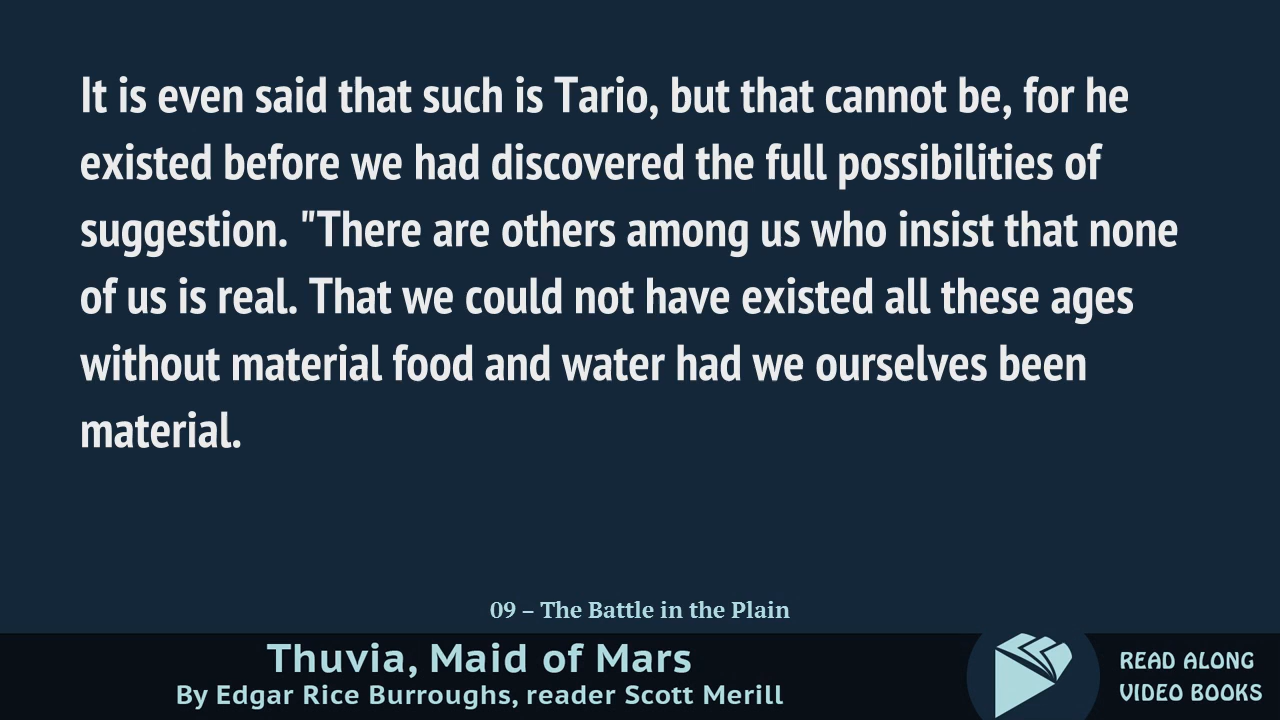 It is even said that such is Tario, but that cannot be, for he
existed before we had discovered the full possibilities of
suggestion. "There are others among us who insist that none
of us is real. That we could not have existed all these ages
without material food and water had we ourselves been
material.
09 – The Battle in the Plain
Thuvia, Maid of Mars
By Edgar Rice Burroughs, reader Scott Merill
READ ALONG
VIDEO BOOKS